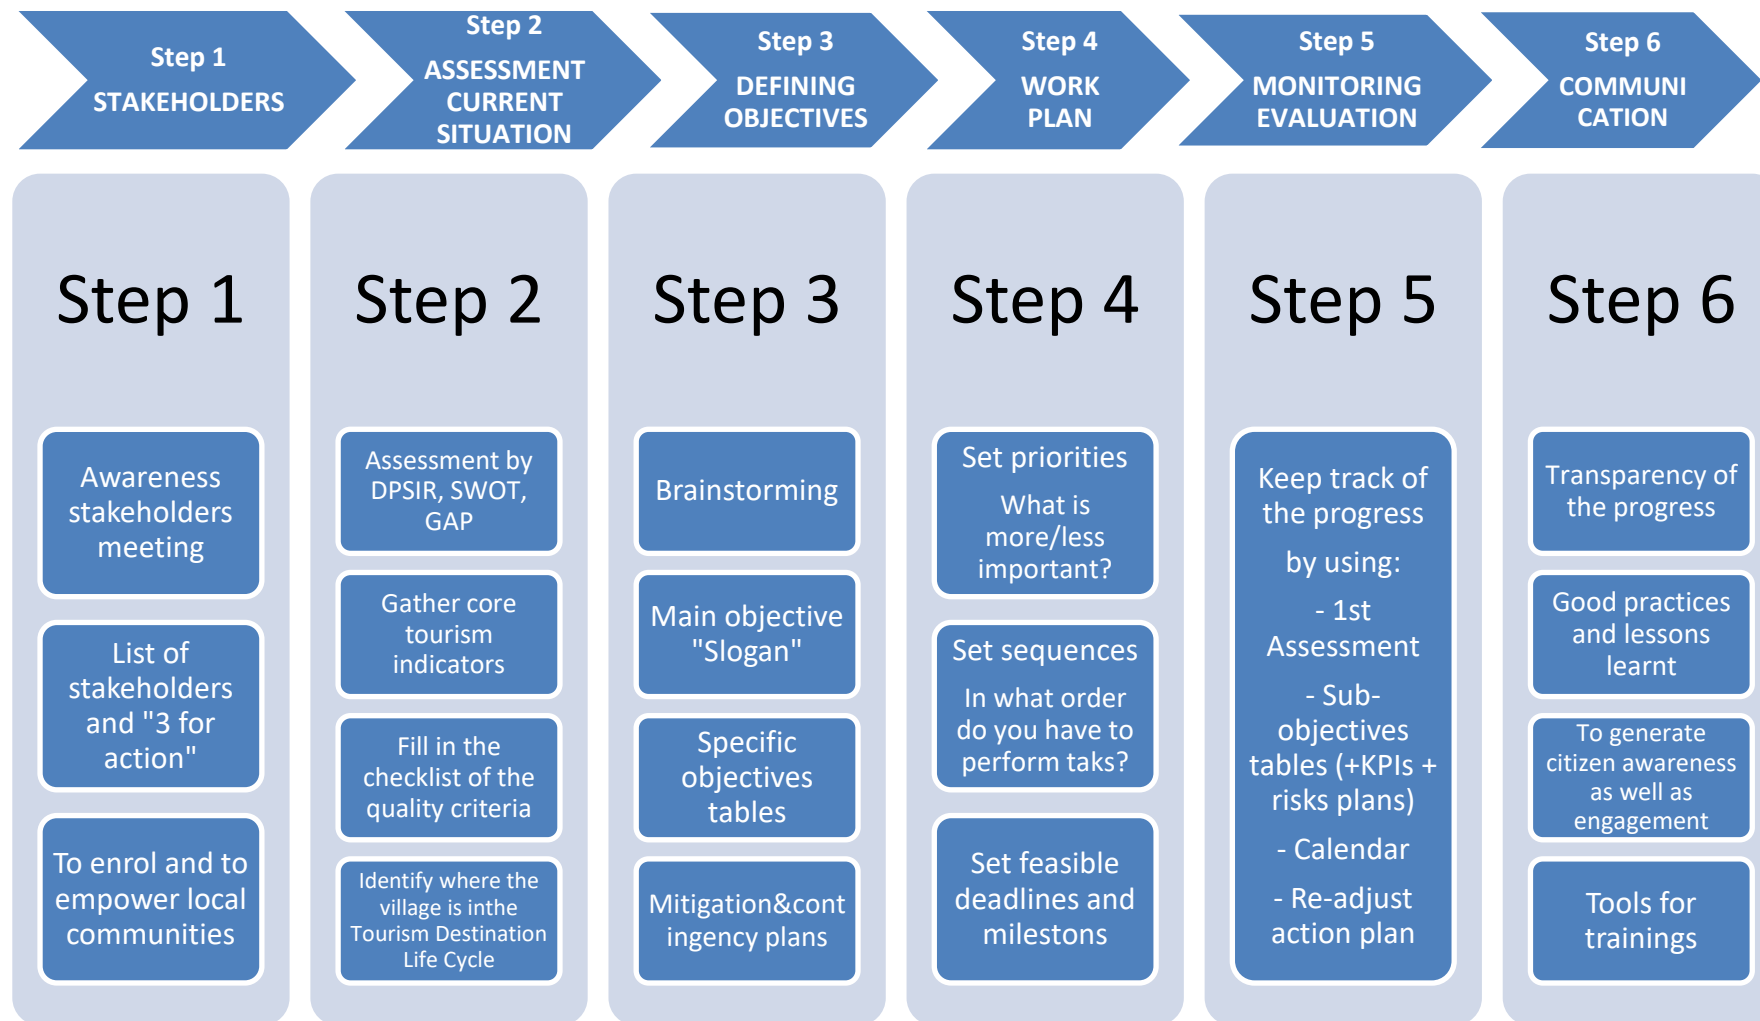 Step 1
STAKEHOLDERS
Step 2
ASSESSMENT
CURRENT
SITUATION
Step 3
DEFINING
OBJECTIVES
Step 4
WORK
PLAN
Step 5
MONITORING
EVALUATION
Step 6
COMMUNI
CATION
Step 1
Awareness
stakeholders
meeting
List of
stakeholders
and "3 for
action"
To enrol and to
empower local
communities
Step 2
Assessment by
DPSIR, SWOT,
GAP
Gather core
tourism
indicators
Fill in the
checklist of the
quality criteria
Identify where the
village is inthe
Tourism Destination
Life Cycle
Step 3
Brainstorming
Main objective
"Slogan"
Specific
objectives
tables
Mitigation&cont
ingency plans
Step 4
Set priorities
What is
more/less
important?
Set sequences
In what order
do you have to
perform taks?
Set feasible
deadlines and
milestons
Step 5
Keep track of
the progress
by using:
- 1st
Assessment
- Sub-
objectives
tables (+KPIs +
risks plans)
- Calendar
- Re-adjust
action plan
Step 6
Transparency of
the progress
Good practices
and lessons
learnt
To generate
citizen awareness
as well as
engagement
Tools for
trainings